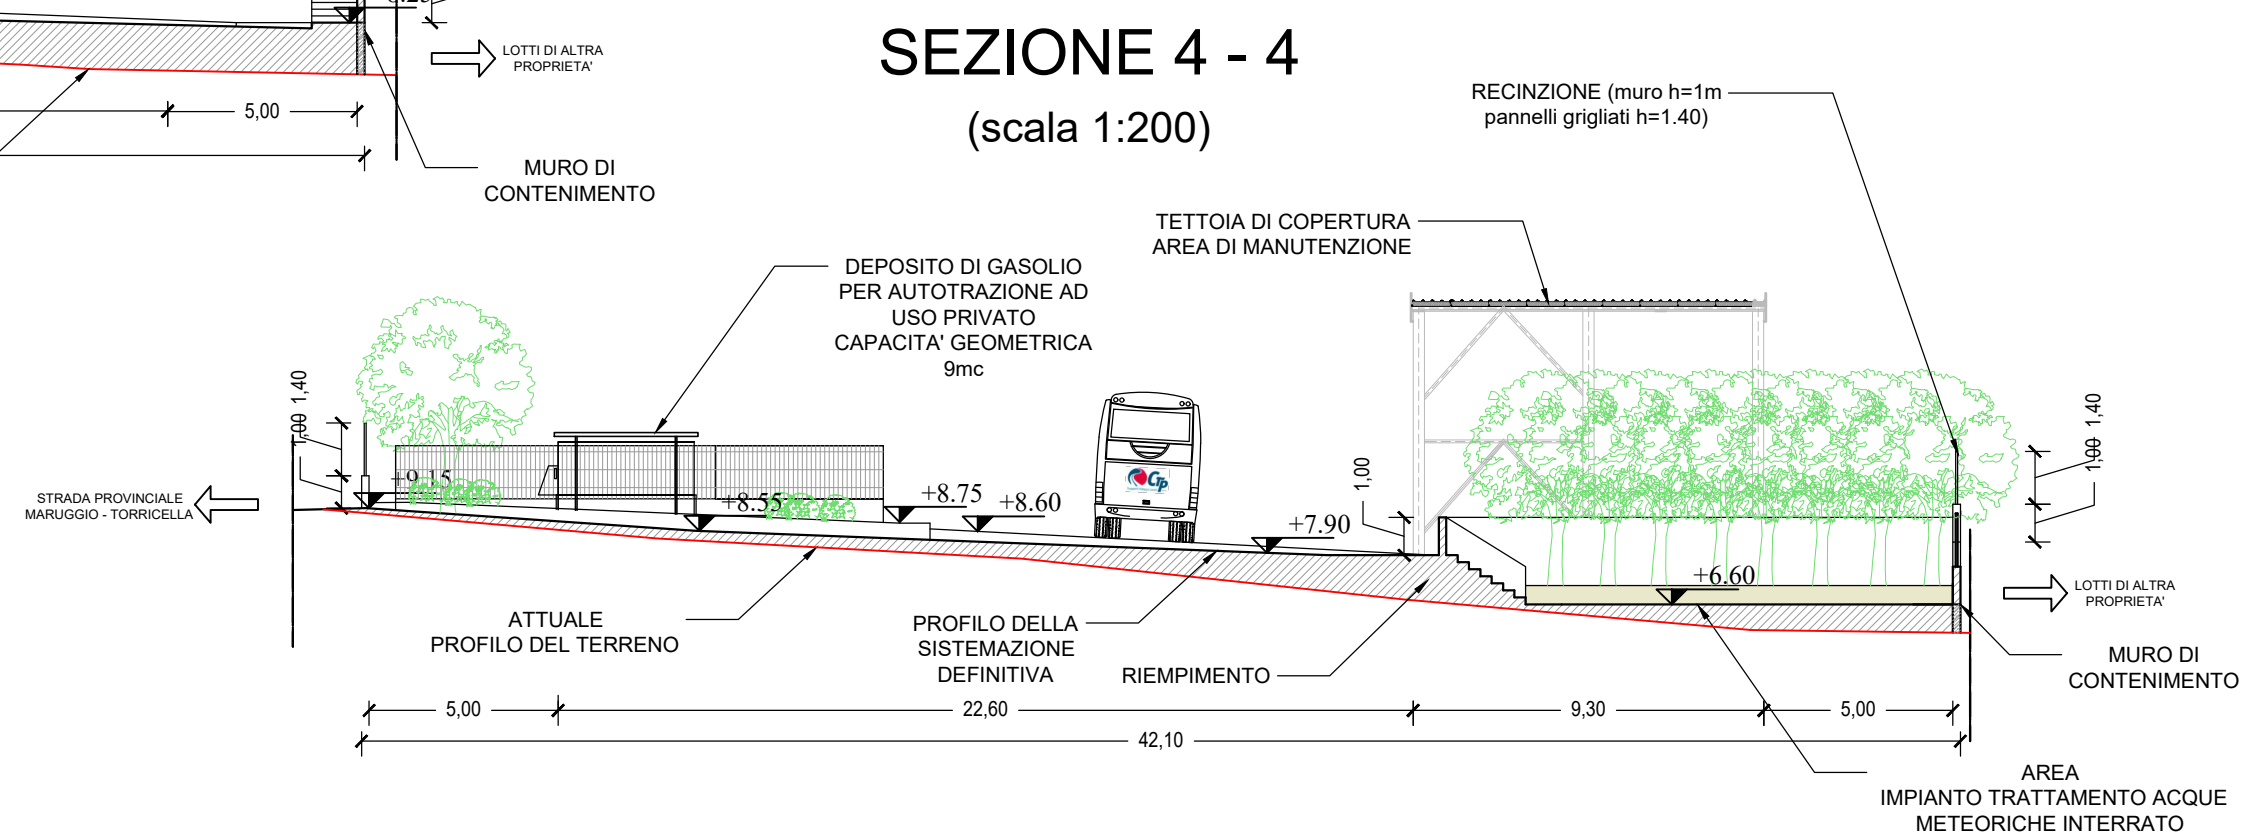 LOTTI DI ALTRA
PROPRIETA'
5,00
MURO DI
CONTENIMENTO
SEZIONE 4 - 4
(scala 1:200)
RECINZIONE (muro h=1m
pannelli grigliati h=1.40)
TETTOIA DI COPERTURA
AREA DI MANUTENZIONE
DEPOSITO DI GASOLIO
PER AUTOTRAZIONE AD
USO PRIVATO
CAPACITA' GEOMETRICA
9mc
1,00 1,40
+9.15
STRADA PROVINCIALE
MARUGGIO - TORRICELLA
+8.55
+8.75
+8.60
CTP
+7.90
1,00
+6.60
1,00 1,40
LOTTI DI ALTRA
PROPRIETA'
ATTUALE
PROFILO DEL TERRENO
PROFILO DELLA
SISTEMAZIONE
DEFINITIVA
RIEMPIMENTO
MURO DI
CONTENIMENTO
5,00
22,60
9,30
5,00
42,10
AREA
IMPIANTO TRATTAMENTO ACQUE
METEORICHE INTERRATO